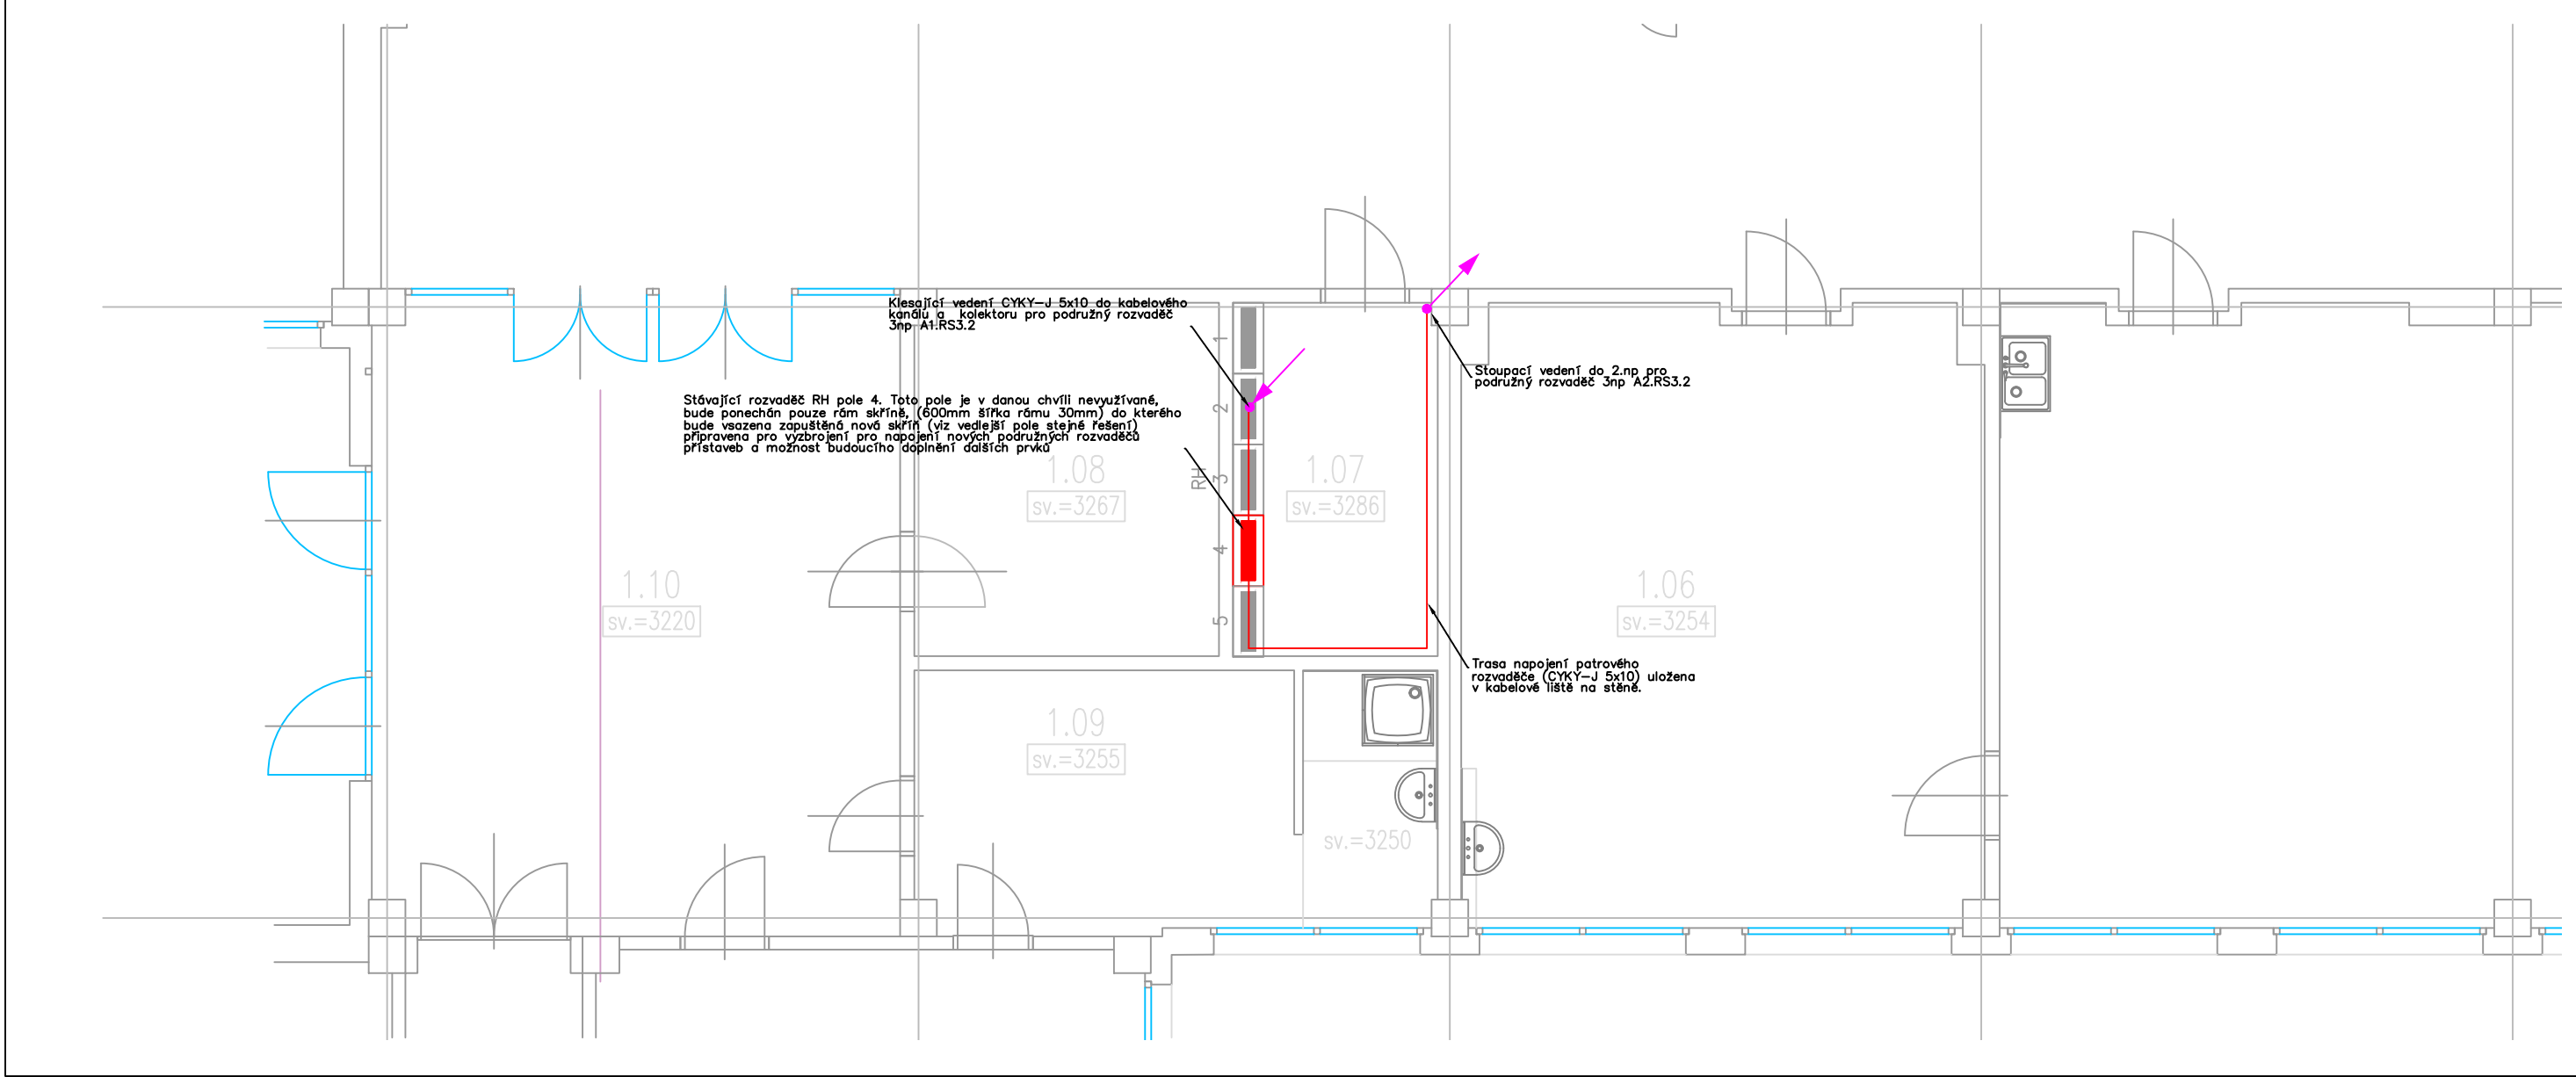 Klesající vedení CYKY-J 5x10 do kabelového
kanálu a kolektoru pro podružný rozvaděč
3np A1.RS3.2
Stávající rozvaděč RH pole 4. Toto pole je v danou chvíli nevyužívané,
bude ponechán pouze rám skříně, (600mm šířka rámu 30mm) do kterého
bude vsazena zapuštěná nová skříň (viz vedlejší pole stejné řešení)
připravena pro vyzbrojení pro napojení nových podružných rozvaděčů
přístaveb a možnost budoucího doplnění dalších prvků
Stoupací vedení do 2.np pro
podružný rozvaděč 3np A2.RS3.2
1
2
3
4
5
RH
1.08
sv.=3267
1.07
sv.=3286
1.10
sv.=3220
1.06
sv.=3254
Trasa napojení patrového
rozvaděče (CYKY-J 5x10) uložena
v kabelové liště na stěně.
1.09
sv.=3255
sv.=3250